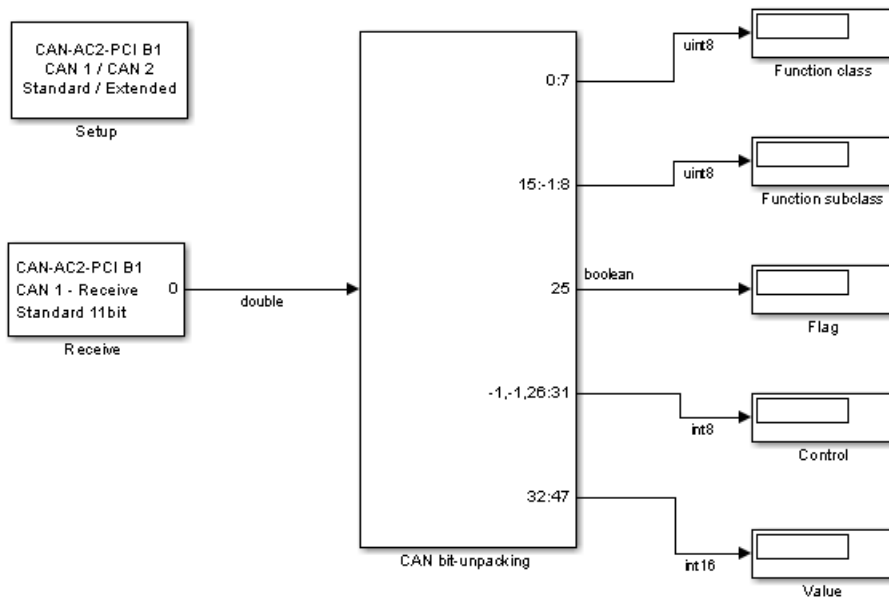 CAN-AC2-PCI B1
CAN 1 / CAN 2
Standard / Extended
Setup
CAN-AC2-PCI B1
CAN 1 - Receive
Standard 11bit
0
Receive
double
0:7
15:-1:8
25
-1,-1,26:31
32:47
CAN bit-unpacking
uint8
Function class
uint8
Function subclass
boolean
Flag
int8
Control
int16
Value